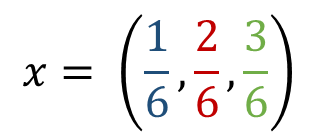 x = (1/6, 2/6, 3/6)